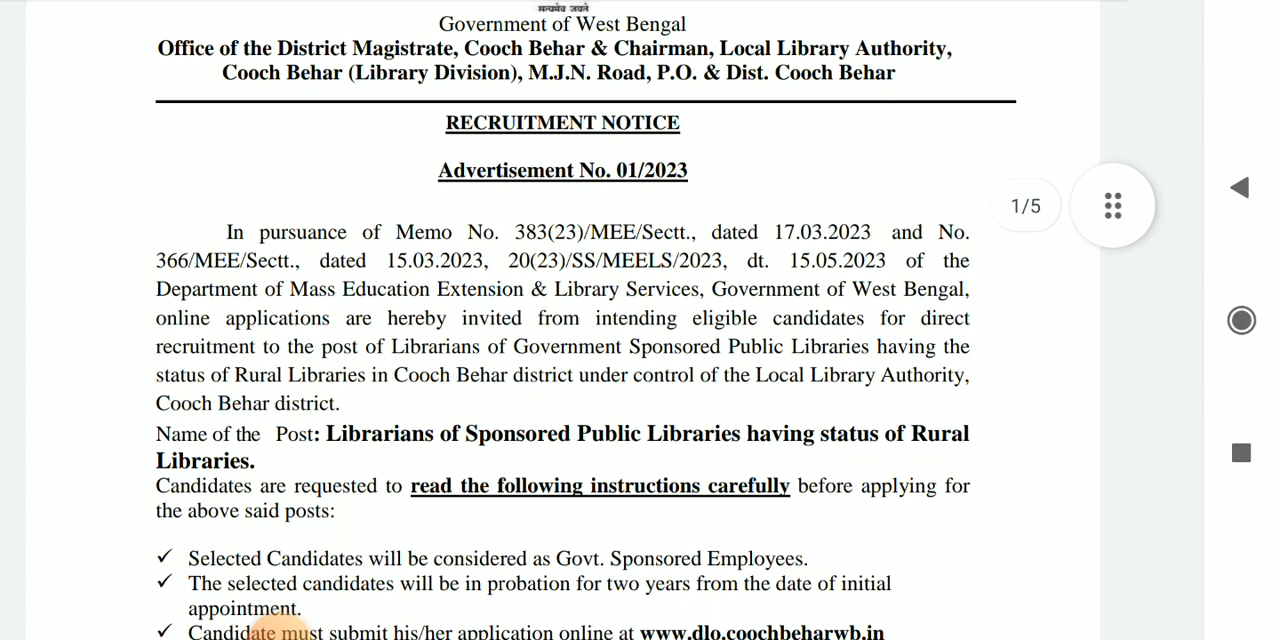 सत्यमेव जयते
Government of West Bengal
Office of the District Magistrate, Cooch Behar & Chairman, Local Library Authority,
Cooch Behar (Library Division), M.J.N. Road, P.O. & Dist. Cooch Behar
RECRUITMENT NOTICE
Advertisement No. 01/2023
1/5
In pursuance of Memo No. 383(23)/MEE/Sectt., dated 17.03.2023 and No.
366/MEE/Sectt., dated 15.03.2023, 20(23)/SS/MEELS/2023, dt. 15.05.2023 of the
Department of Mass Education Extension & Library Services, Government of West Bengal,
online applications are hereby invited from intending eligible candidates for direct
recruitment to the post of Librarians of Government Sponsored Public Libraries having the
status of Rural Libraries in Cooch Behar district under control of the Local Library Authority,
Cooch Behar district.
Name of the Post: Librarians of Sponsored Public Libraries having status of Rural
Libraries.
Candidates are requested to read the following instructions carefully before applying for
the above said posts:
✓ Selected Candidates will be considered as Govt. Sponsored Employees.
✓ The selected candidates will be in probation for two years from the date of initial
appointment.
✓ Candidate must submit his/her application online at www.dlo.coochbeharwb.in